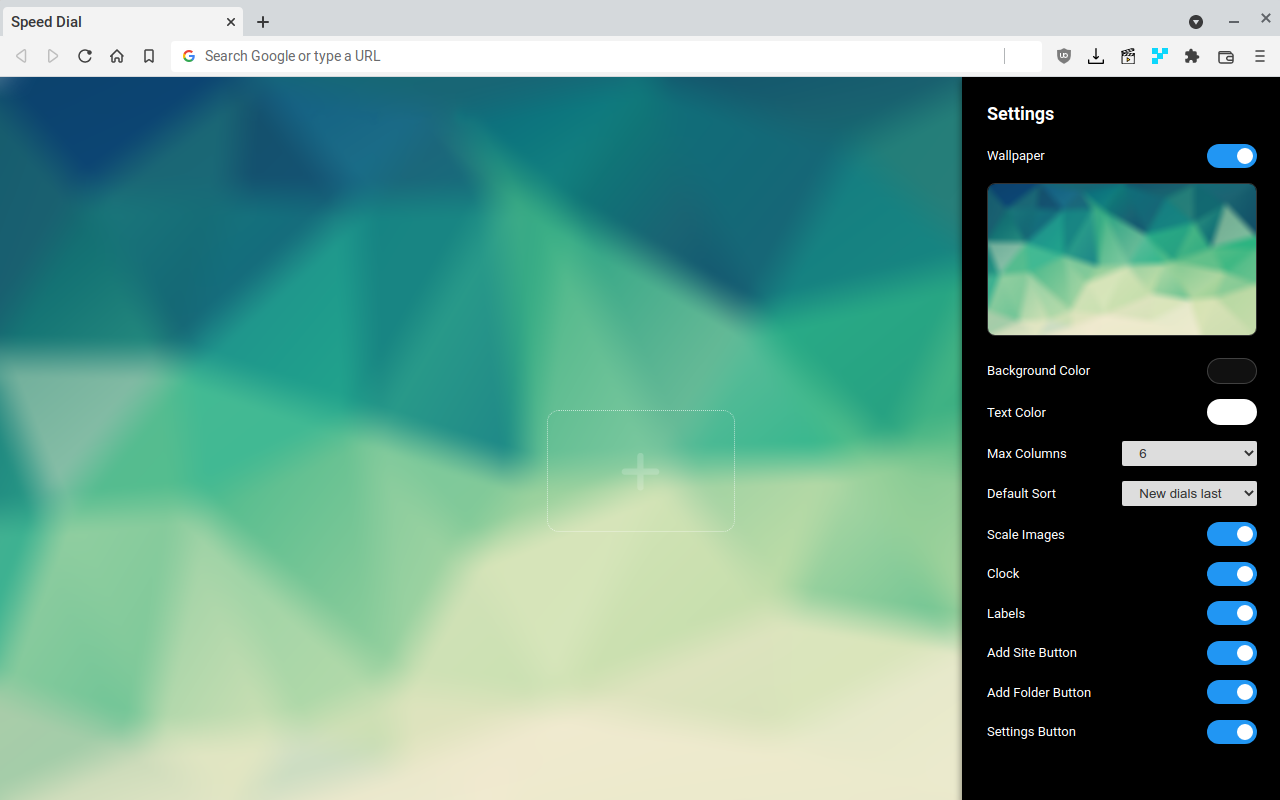 Speed Dial
Search Google or type a URL
Settings
Wallpaper
Background Color
Text Color
Max Columns 6
Default Sort New dials last
Scale Images
Clock
Labels
Add Site Button
Add Folder Button
Settings Button